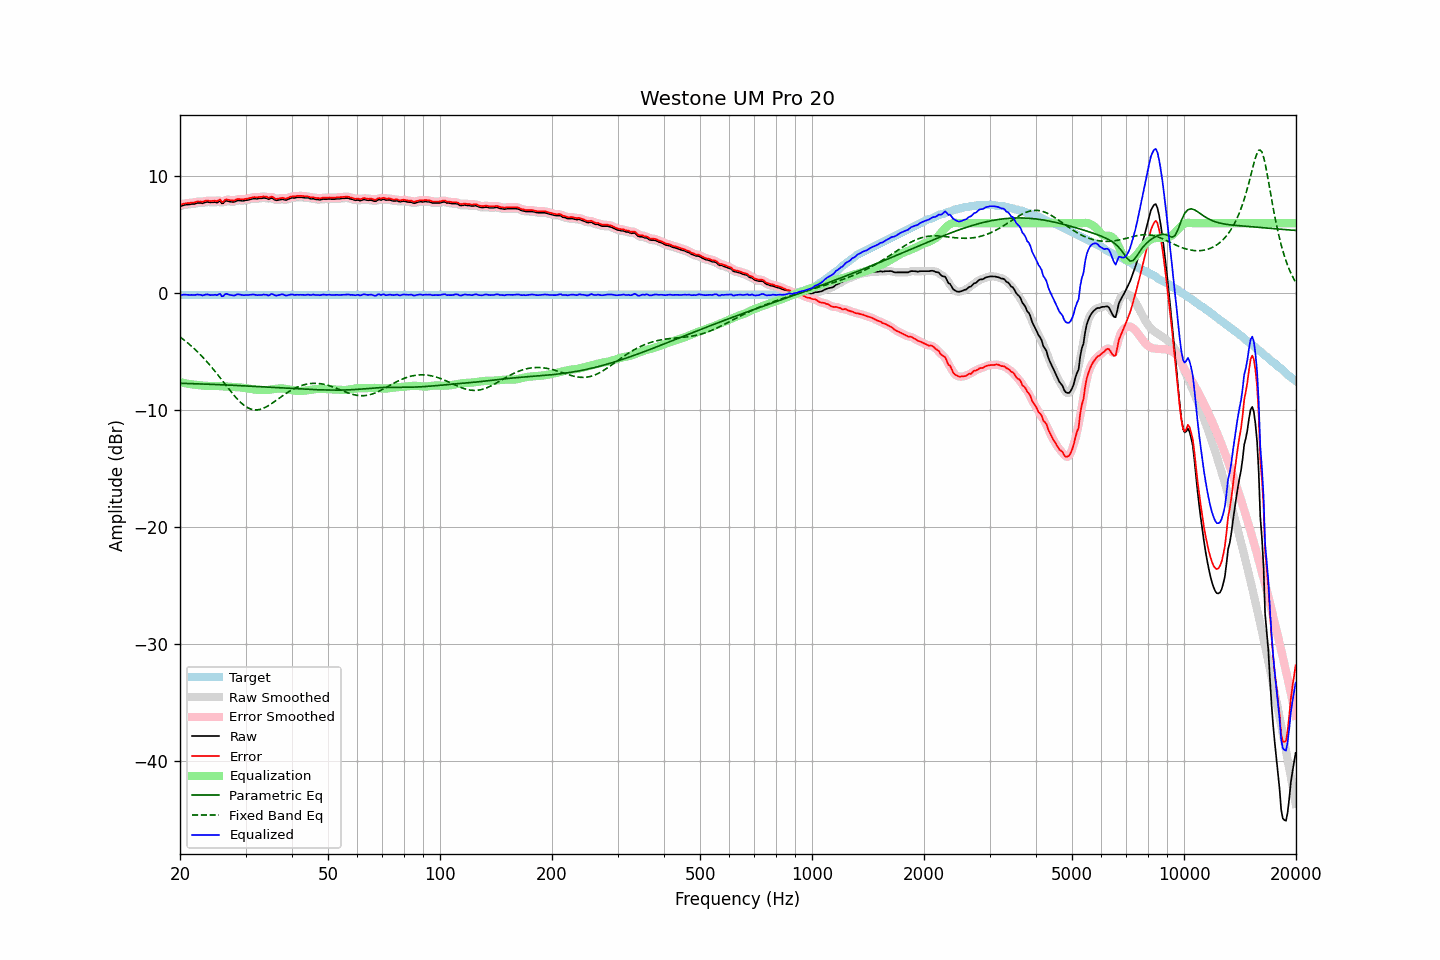 Westone UM Pro 20
Amplitude (dBr)
10
0
−10
−20
−30
−40
Target
Raw Smoothed
Error Smoothed
Raw
Error
Equalization
Parametric Eq
Fixed Band Eq
Equalized
20 50 100 200 500 1000 2000 5000 10000 20000
Frequency (Hz)